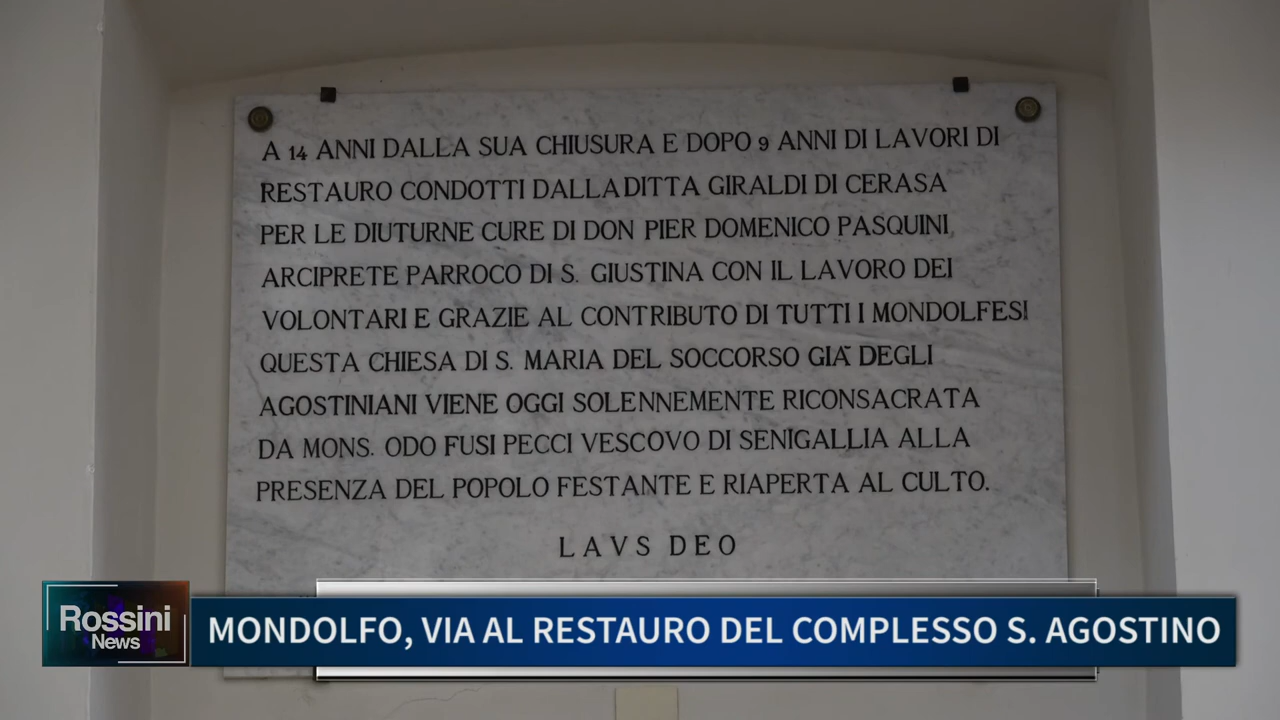 A 14 ANNI DALLA SUA CHIUSURA E DOPO 9 ANNI DI LAVORI DI
RESTAURO CONDOTTI DALLA DITTA GIRALDI DI CERASA
PER LE DIUTURNE CURE DI DON PIER DOMENICO PASQUINI,
ARCIPRETE PARROCO DI S. GIUSTINA CON IL LAVORO DEI
VOLONTARI E GRAZIE AL CONTRIBUTO DI TUTTI I MONDOLFESI
QUESTA CHIESA DI S. MARIA DEL SOCCORSO GIÀ DEGLI
AGOSTINIANI VIENE OGGI SOLENNEMENTE RICONSACRATA
DA MONS. ODO FUSI PECCI VESCOVO DI SENIGALLIA ALLA
PRESENZA DEL POPOLO FESTANTE E RIAPERTA AL CULTO.
LAVS DEO
Rossini
News
MONDOLFO, VIA AL RESTAURO DEL COMPLESSO S. AGOSTINO